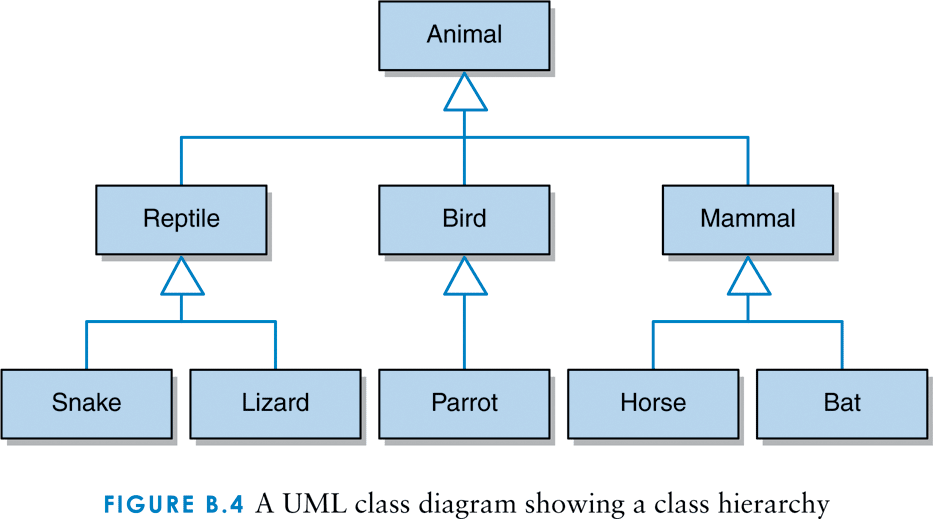 Animal
Reptile
Bird
Mammal
Snake
Lizard
Parrot
Horse
Bat
FIGURE B.4 A UML class diagram showing a class hierarchy